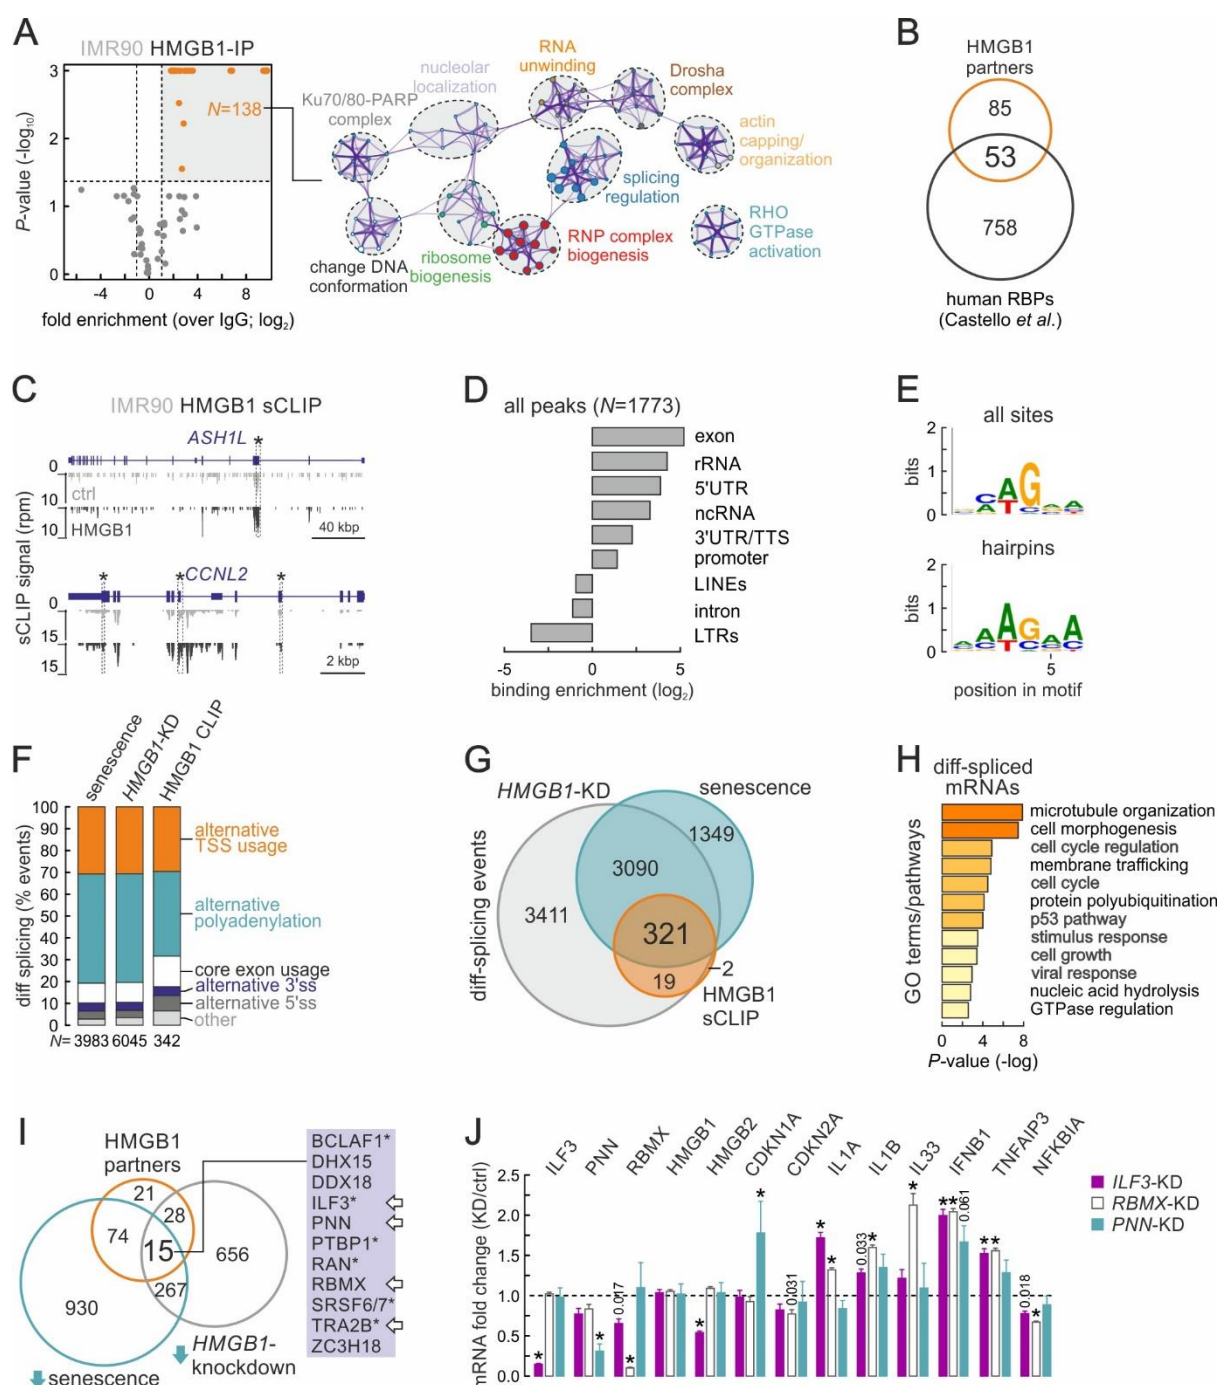 A
IMR90 HMGB1-IP
P-value (-log10)
3
2
1
0
N=138
-4 0 4 8
fold enrichment (over IgG; log2)
nucleolar
localization
RNA
unwinding
Drosha
complex
Ku70/80-PARP
complex
actin
capping/
organization
splicing
regulation
RHO
GTPase
activation
RNP complex
biogenesis
ribosome
biogenesis
change DNA
conformation
B
HMGB1
partners
85
53
758
human RBPs
(Castello et al.)
C
IMR90 HMGB1 sCLIP
sCLIP signal (rpm)
ASH1L
*
0
10
ctrl
10
HMGB1
40 kbp
* * CCNL2 *
0
15
15
2 kbp
D
all peaks (N=1773)
exon
rRNA
5'UTR
ncRNA
3'UTR/TTS
promoter
LINEs
intron
LTRs
-5 0 5
binding enrichment (log2)
E
all sites
bits
2
1
0
hairpins
bits
2
1
0
5
position in motif
F
senescence
HMGB1-KD
HMGB1 CLIP
diff splicing (% events)
100
90
80
70
60
50
40
30
20
10
0
alternative
TSS usage
alternative
polyadenylation
core exon usage
alternative 3'ss
alternative 5'ss
other
N= 3983 6045 342
G
diff-splicing events
HMGB1-KD
senescence
1349
3090
3411
321
19
2
HMGB1
sCLIP
H
diff-spliced
mRNAs
GO terms/pathways
microtubule organization
cell morphogenesis
cell cycle regulation
membrane trafficking
cell cycle
protein polyubiquitination
p53 pathway
stimulus response
cell growth
viral response
nucleic acid hydrolysis
GTPase regulation
0 4 8
P-value (-log)
I
HMGB1
partners
21
28
74
15
656
267
930
HMGB1-
knockdown
senescence
BCLAF1*
DHX15
DDX18
ILF3*
PNN
PTBP1*
RAN*
RBMX
SRSF6/7*
TRA2B*
ZC3H18
J
ILF3
PNN
RBMX
HMGB1
HMGB2
CDKN1A
CDKN2A
IL1A
IL1B
IL33
IFNB1
TNFAIP3
NFKBIA
mRNA fold change (KD/ctrl)
2.5
2.0
1.5
1.0
0.5
0.0
* * 0.017 * * * 0.031 * * 0.033 * * ** 0.061 ** 0.018 *
ILF3-KD
RBMX-KD
PNN-KD